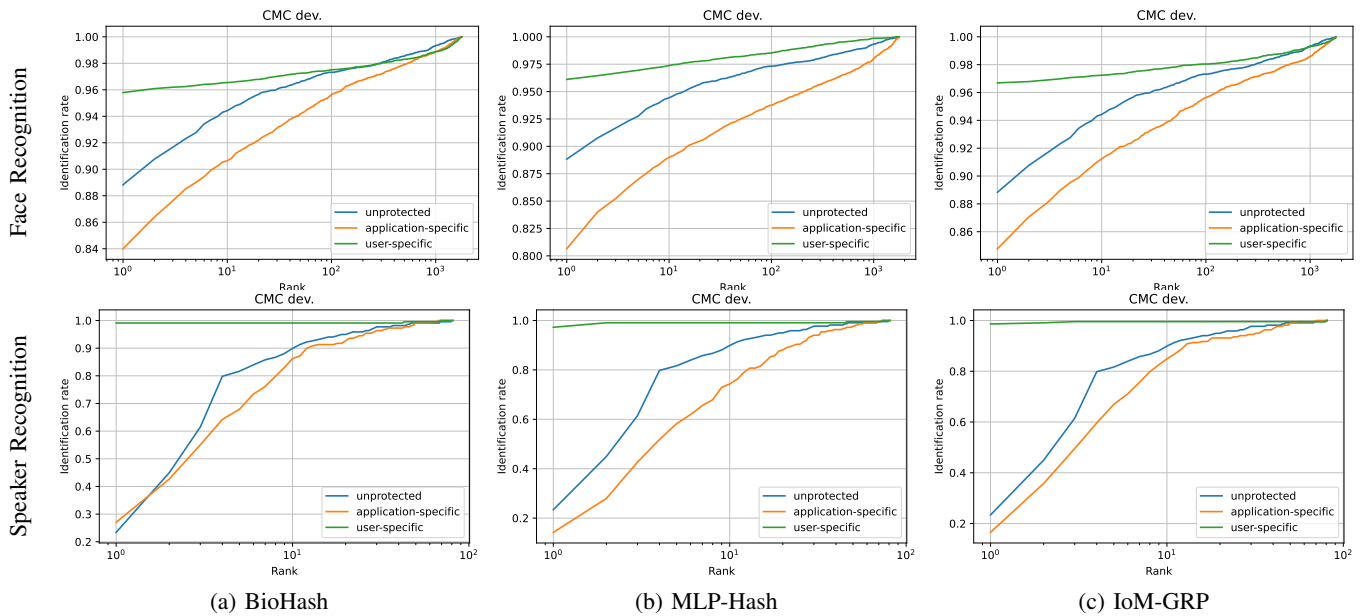 Face Recognition
CMC dev.
Identification rate
1.00
0.98
0.96
0.94
0.92
0.90
0.88
0.86
0.84
unprotected
application-specific
user-specific
10⁰
10¹
10²
10³
Rank
CMC dev.
Identification rate
1.000
0.975
0.950
0.925
0.900
0.875
0.850
0.825
0.800
unprotected
application-specific
user-specific
10⁰
10¹
10²
10³
Rank
CMC dev.
Identification rate
1.00
0.98
0.96
0.94
0.92
0.90
0.88
0.86
unprotected
application-specific
user-specific
10⁰
10¹
10²
10³
Rank
Speaker Recognition
CMC dev.
Identification rate
1.0
0.9
0.8
0.7
0.6
0.5
0.4
0.3
0.2
unprotected
application-specific
user-specific
10⁰
10¹
10²
Rank
CMC dev.
Identification rate
1.0
0.8
0.6
0.4
0.2
unprotected
application-specific
user-specific
10⁰
10¹
10²
Rank
CMC dev.
Identification rate
1.0
0.8
0.6
0.4
0.2
unprotected
application-specific
user-specific
10⁰
10¹
10²
Rank
(a) BioHash
(b) MLP-Hash
(c) IoM-GRP